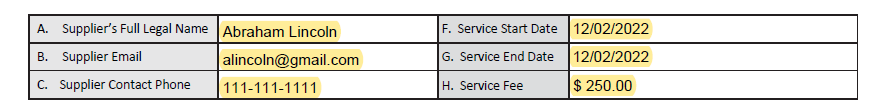 A. Supplier's Full Legal Name Abraham Lincoln F. Service Start Date 12/02/2022
B. Supplier Email alincoln@gmail.com G. Service End Date 12/02/2022
C. Supplier Contact Phone 111-111-1111 H. Service Fee $ 250.00